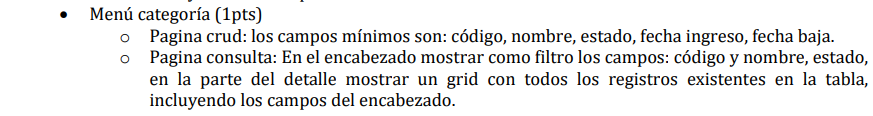 • Menú categoría (1pts)
o Pagina crud: los campos mínimos son: código, nombre, estado, fecha ingreso, fecha baja.
o Pagina consulta: En el encabezado mostrar como filtro los campos: código y nombre, estado,
en la parte del detalle mostrar un grid con todos los registros existentes en la tabla,
incluyendo los campos del encabezado.